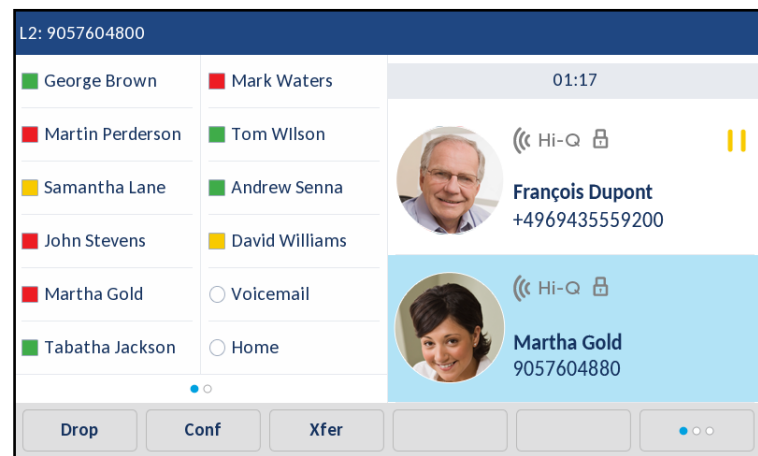 L2: 9057604800
George Brown
Mark Waters
Martin Perderson
Tom WIlson
Samantha Lane
Andrew Senna
John Stevens
David Williams
Martha Gold
Voicemail
Tabatha Jackson
Home
01:17
Hi-Q
François Dupont
+4969435559200
Hi-Q
Martha Gold
9057604880
Drop
Conf
Xfer